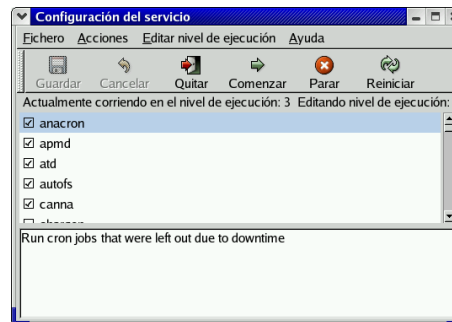 Configuración del servicio
Fichero Acciones Editar nivel de ejecución Ayuda
Guardar Cancelar Quitar Comenzar Parar Reiniciar
Actualmente corriendo en el nivel de ejecución: 3 Editando nivel de ejecución:
anacron
apmd
atd
autofs
canna
Run cron jobs that were left out due to downtime